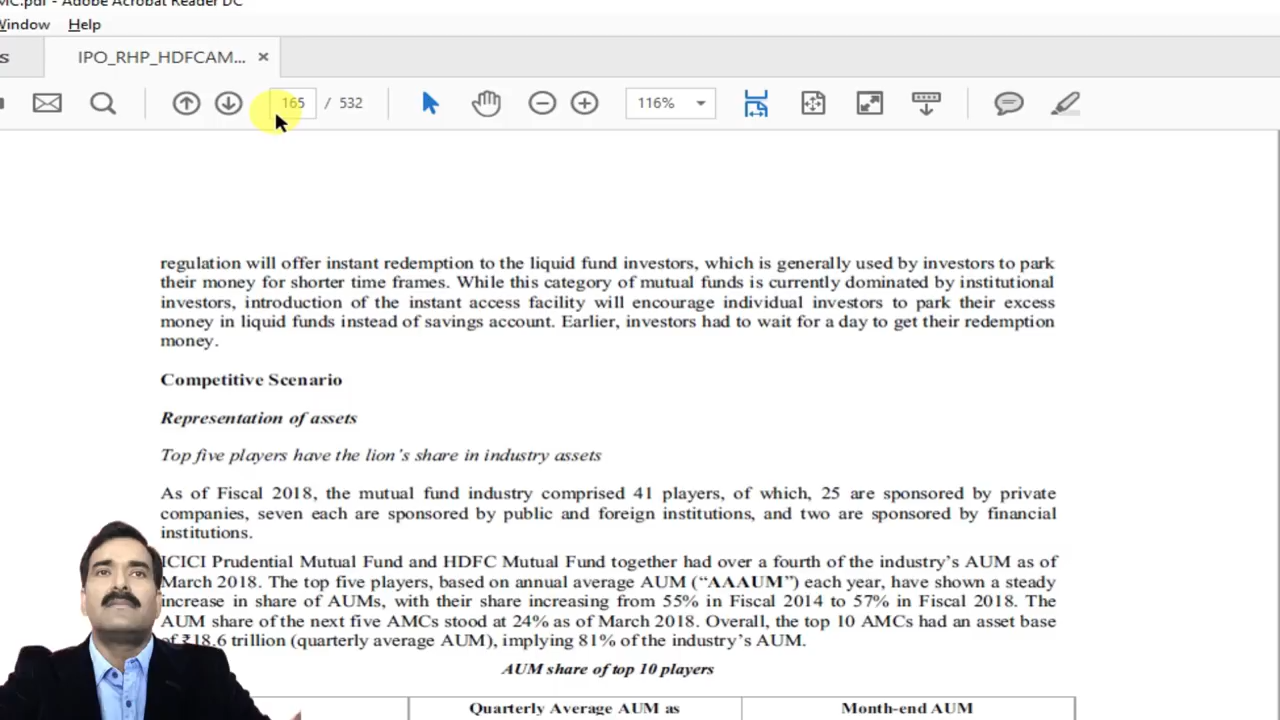 MC.pdf - Adobe Acrobat Reader DC
Window Help
s IPO_RHP_HDFCAM... ×
165 / 532 116%
regulation will offer instant redemption to the liquid fund investors, which is generally used by investors to park
their money for shorter time frames. While this category of mutual funds is currently dominated by institutional
investors, introduction of the instant access facility will encourage individual investors to park their excess
money in liquid funds instead of savings account. Earlier, investors had to wait for a day to get their redemption
money.
Competitive Scenario
Representation of assets
Top five players have the lion's share in industry assets
As of Fiscal 2018, the mutual fund industry comprised 41 players, of which, 25 are sponsored by private
companies, seven each are sponsored by public and foreign institutions, and two are sponsored by financial
institutions.
ICICI Prudential Mutual Fund and HDFC Mutual Fund together had over a fourth of the industry's AUM as of
March 2018. The top five players, based on annual average AUM (“AAAUM”) each year, have shown a steady
increase in share of AUMs, with their share increasing from 55% in Fiscal 2014 to 57% in Fiscal 2018. The
AUM share of the next five AMCs stood at 24% as of March 2018. Overall, the top 10 AMCs had an asset base
of ₹18.6 trillion (quarterly average AUM), implying 81% of the industry's AUM.
AUM share of top 10 players
Quarterly Average AUM as Month-end AUM